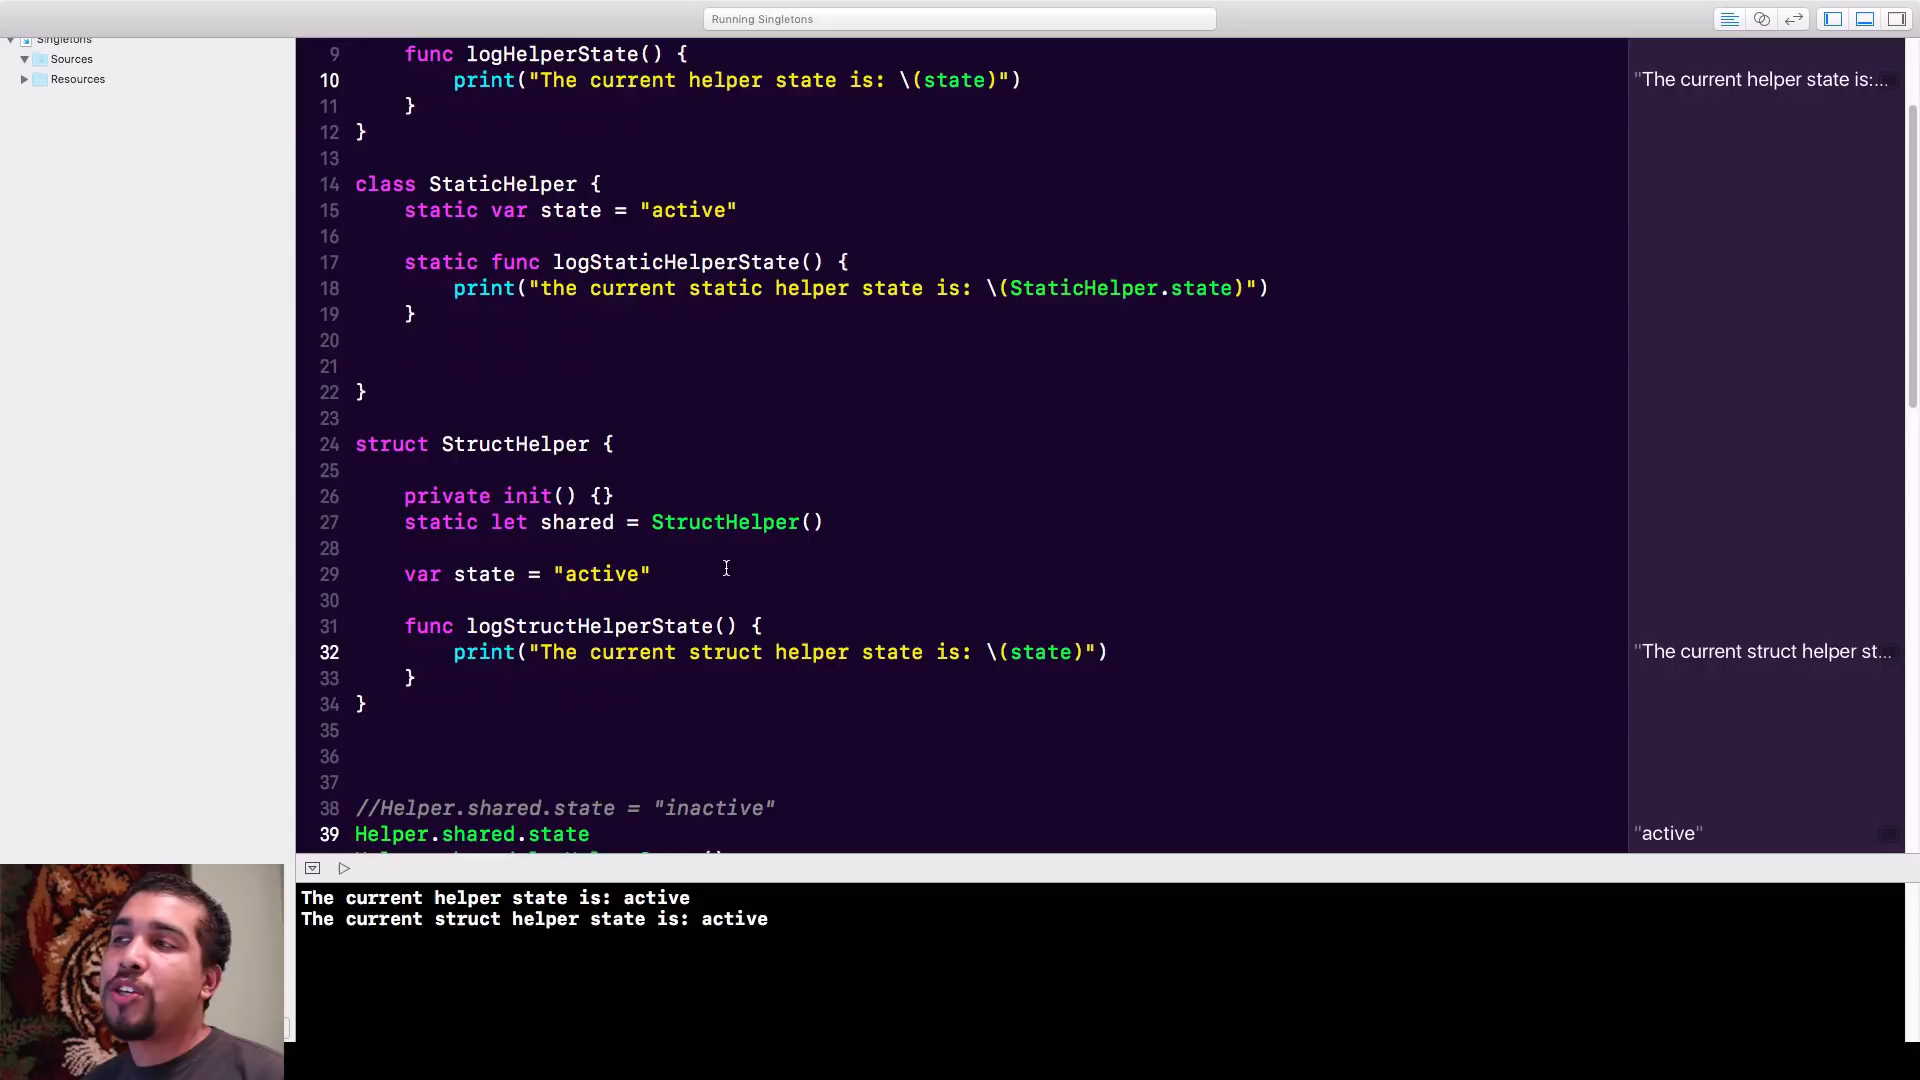 Running Singletons
Singletons
Sources
Resources
9 func logHelperState() {
10 print("The current helper state is: \(state)")
"The current helper state is:...
11 }
12 }
13
14 class StaticHelper {
15 static var state = "active"
16
17 static func logStaticHelperState() {
18 print("the current static helper state is: \(StaticHelper.state)")
19 }
20
21
22 }
23
24 struct StructHelper {
25
26 private init() {}
27 static let shared = StructHelper()
28
29 var state = "active"
30
31 func logStructHelperState() {
32 print("The current struct helper state is: \(state)")
"The current struct helper st...
33 }
34 }
35
36
37
38 //Helper.shared.state = "inactive"
39 Helper.shared.state
"active"
The current helper state is: active
The current struct helper state is: active